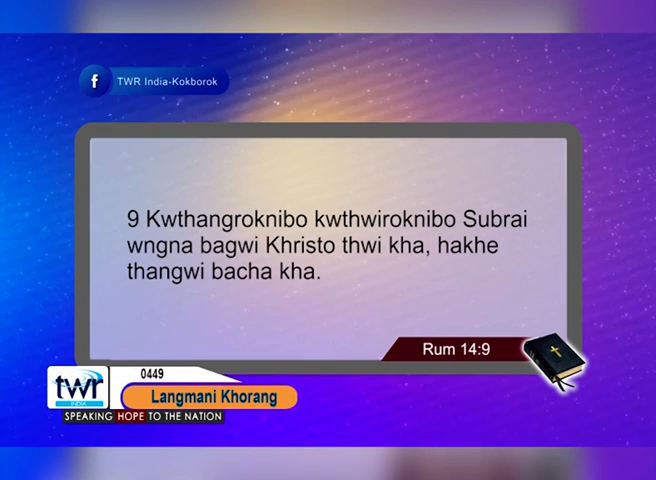 f TWR India-Kokborok
9 Kwthangroknibo kwthwiroknibo Subrai
wngna bagwi Khristo thwi kha, hakhe
thangwi bacha kha.
Rum 14:9
0449
twr
INDIA
Langmani Khorang
SPEAKING HOPE TO THE NATION